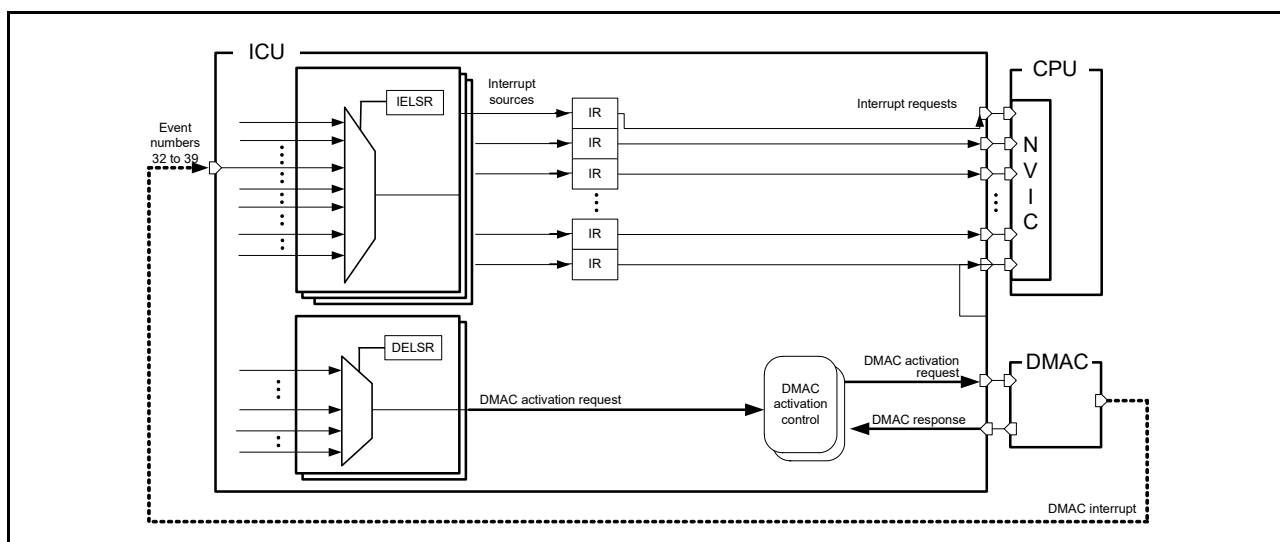 ICU
CPU
IELSR
Interrupt
sources
Interrupt requests
IR
IR
IR
IR
IR
N
V
I
C
Event
numbers
32 to 39
DELSR
DMAC activation request
DMAC
activation
control
DMAC activation
request
DMAC response
DMAC
DMAC interrupt